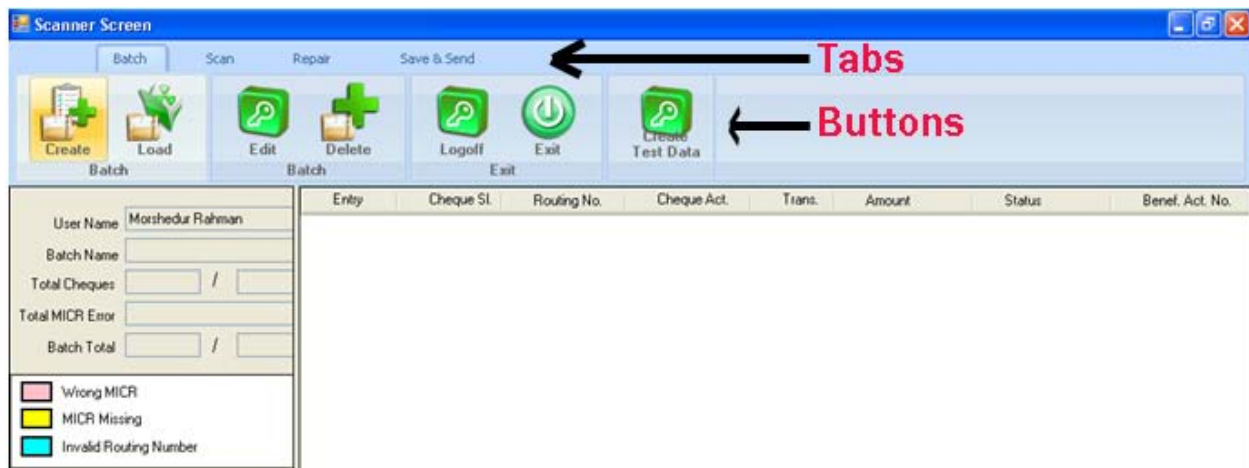 Scanner Screen
Batch Scan Repair Save & Send
Tabs
Create Load Edit Delete Logoff Exit Create Test Data
Buttons
Batch Batch Exit
Entry Cheque Sl. Routing No. Cheque Act. Trans. Amount Status Benef. Act. No.
User Name Morshedur Rahman
Batch Name
Total Cheques /
Total MICR Error
Batch Total /
Wrong MICR
MICR Missing
Invalid Routing Number